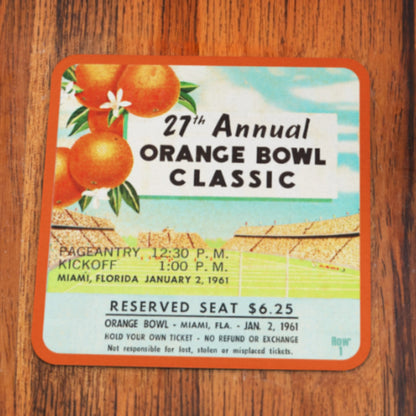 27th Annual
ORANGE BOWL
CLASSIC
PAGEANTRY 12:30 P.M.
KICKOFF 1:00 P.M.
MIAMI, FLORIDA JANUARY 2, 1961
RESERVED SEAT $6.25
ORANGE BOWL - MIAMI, FLA. - JAN. 2, 1961
HOLD YOUR OWN TICKET - NO REFUND OR EXCHANGE
Not responsible for lost, stolen or misplaced tickets.
Row
1